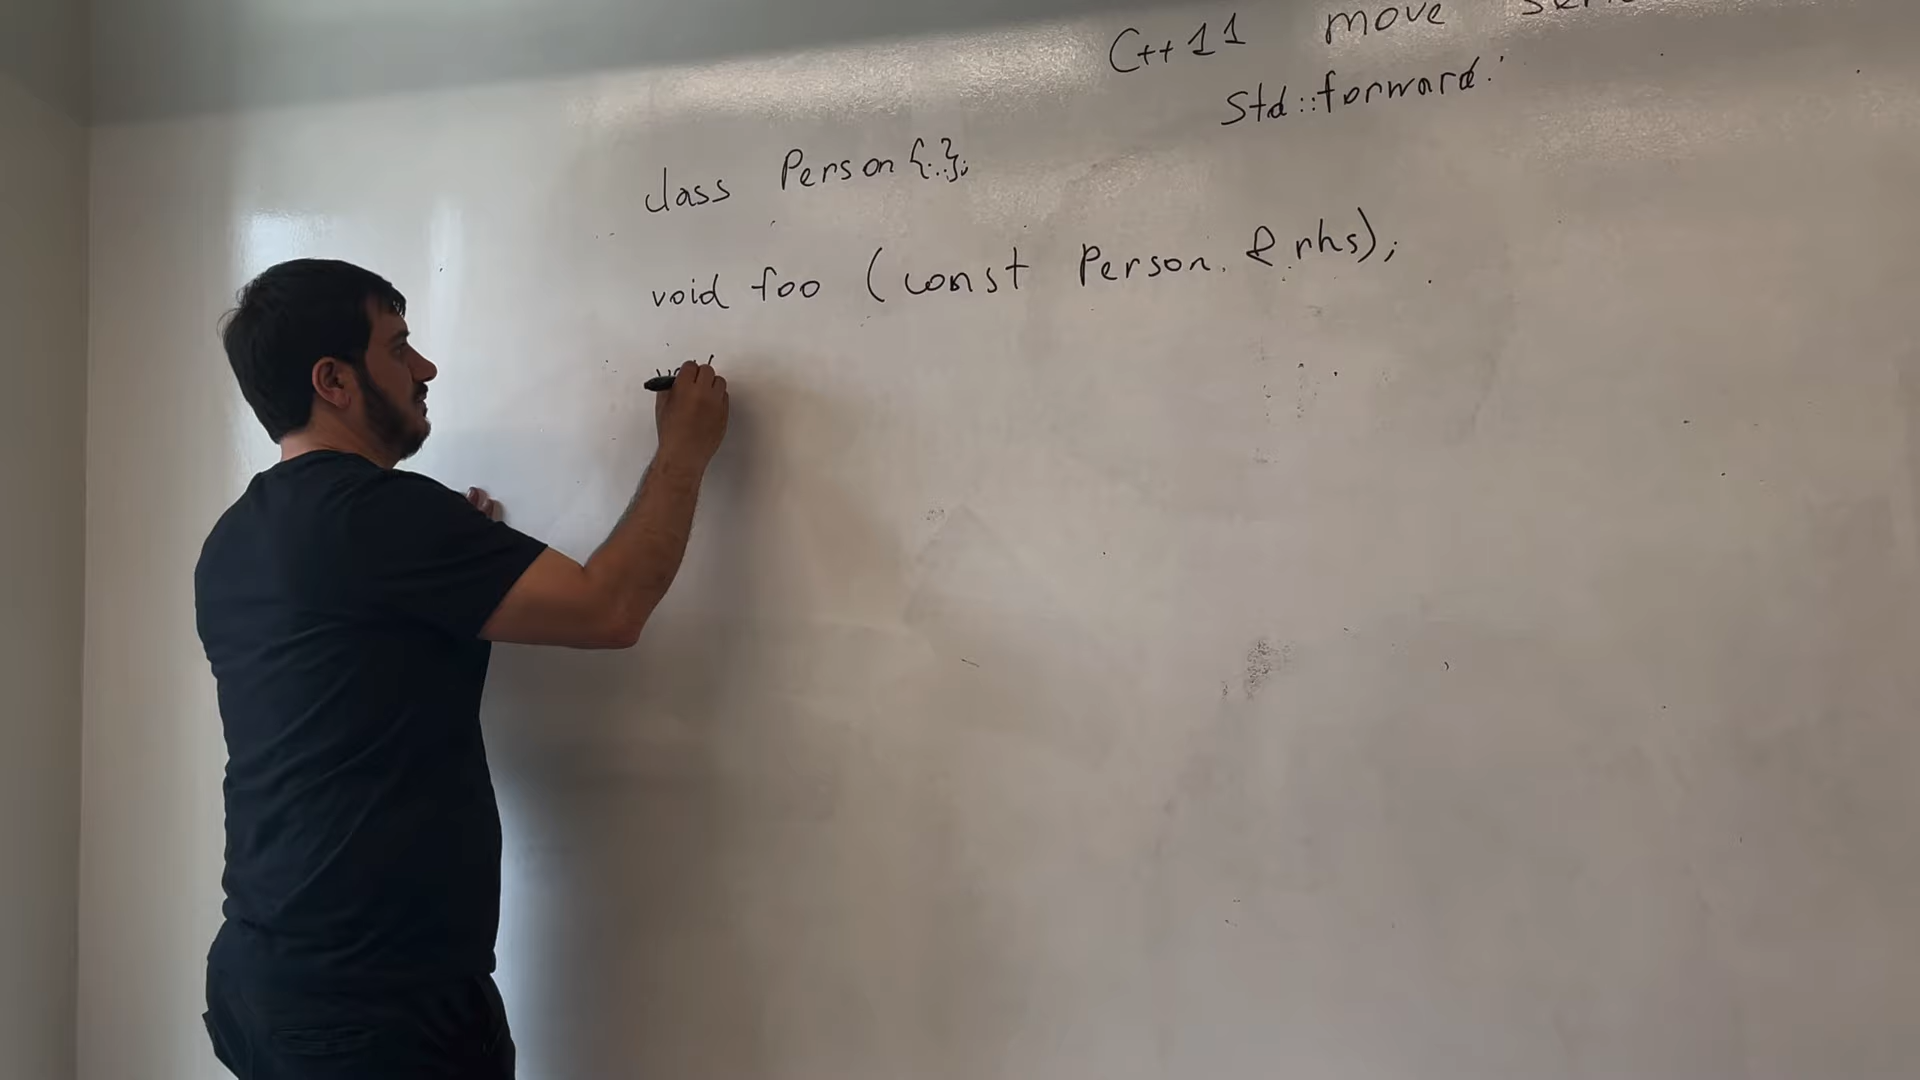 C++11 move
Std::forward.
class Person{..};
void foo (const Person & rhs);